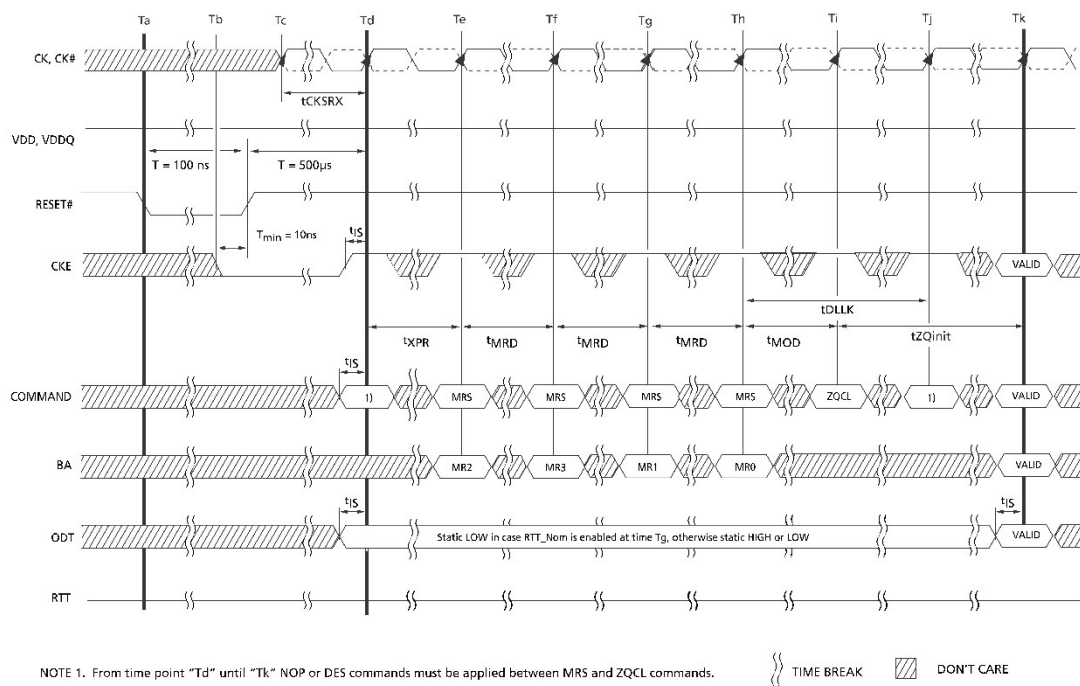 Ta Tb Tc Td Te Tf Tg Th Ti Tj Tk
CK, CK#
tCKSRX
VDD, VDDQ
T = 100 ns T = 500μs
RESET#
Tmin = 10ns tIS
CKE VALID
tDLLK
tXPR tMRD tMRD tMRD tMOD tZQinit
tIS
COMMAND 1) MRS MRS MRS MRS ZQCL 1) VALID
BA MR2 MR3 MR1 MR0 VALID
tIS tIS
ODT Static LOW in case RTT_Nom is enabled at time Tg, otherwise static HIGH or LOW VALID
RTT
NOTE 1. From time point "Td" until "Tk" NOP or DES commands must be applied between MRS and ZQCL commands. TIME BREAK DON'T CARE